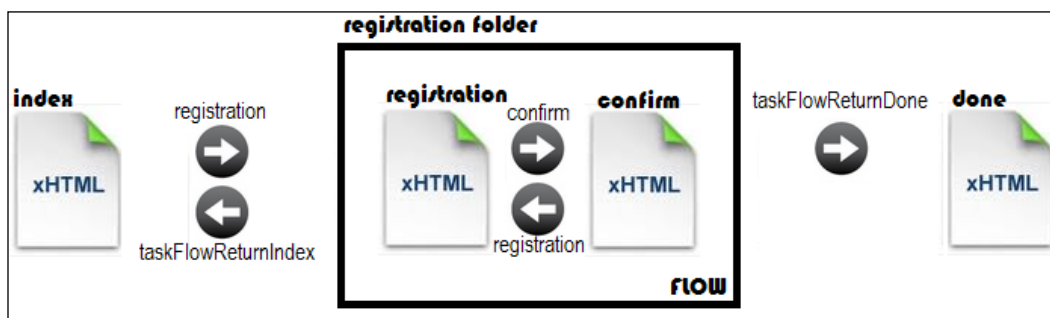 registration folder
index
registration
xHTML
taskFlowReturnIndex
registration
confirm
confirm
xHTML
xHTML
registration
FLOW
taskFlowReturnDone
done
xHTML